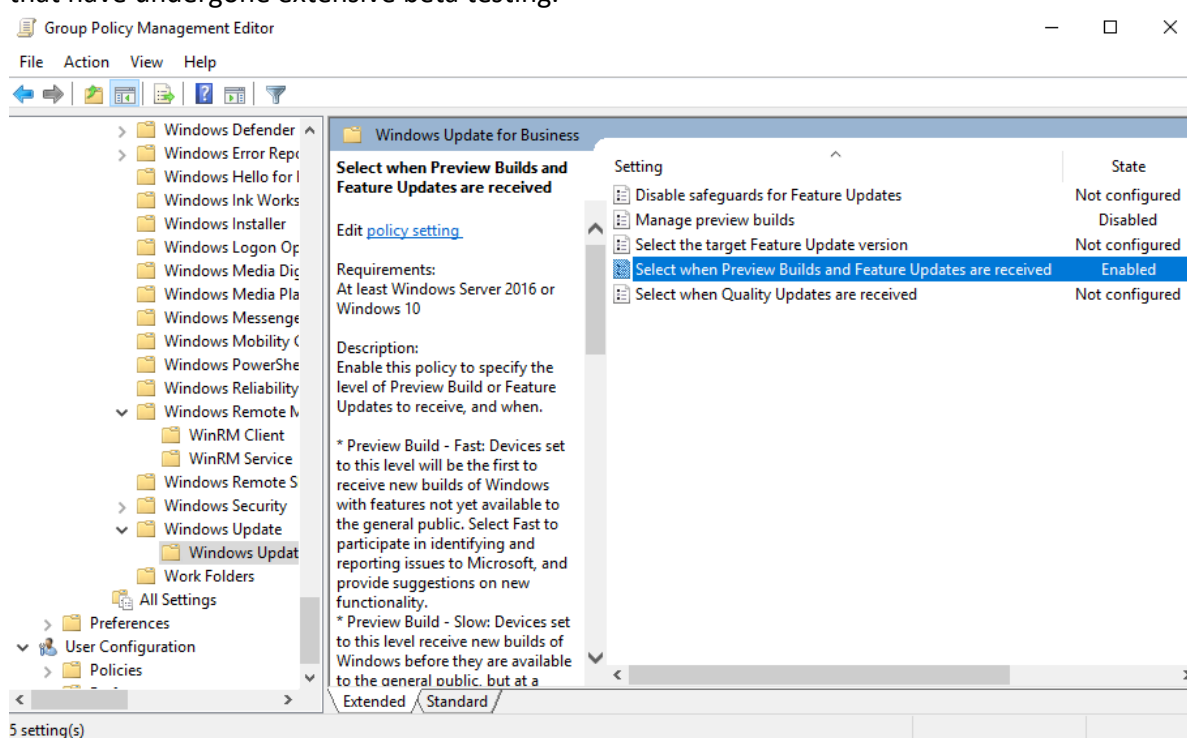 that have undergone extensive beta testing.
Group Policy Management Editor
File Action View Help
Windows Defender
Windows Error Repo
Windows Hello for
Windows Ink Works
Windows Installer
Windows Logon Op
Windows Media Dig
Windows Media Pla
Windows Messenge
Windows Mobility
Windows PowerShe
Windows Reliability
Windows Remote
WinRM Client
WinRM Service
Windows Remote S
Windows Security
Windows Update
Windows Updat
Work Folders
All Settings
Preferences
User Configuration
Policies
Windows Update for Business
Select when Preview Builds and
Feature Updates are received
Edit policy setting
Requirements:
At least Windows Server 2016 or
Windows 10
Description:
Enable this policy to specify the
level of Preview Build or Feature
Updates to receive, and when.
* Preview Build - Fast: Devices set
to this level will be the first to
receive new builds of Windows
with features not yet available to
the general public. Select Fast to
participate in identifying and
reporting issues to Microsoft, and
provide suggestions on new
functionality.
* Preview Build - Slow: Devices set
to this level receive new builds of
Windows before they are available
to the general public, but at a
Setting State
Disable safeguards for Feature Updates Not configured
Manage preview builds Disabled
Select the target Feature Update version Not configured
Select when Preview Builds and Feature Updates are received Enabled
Select when Quality Updates are received Not configured
Extended Standard
5 setting(s)